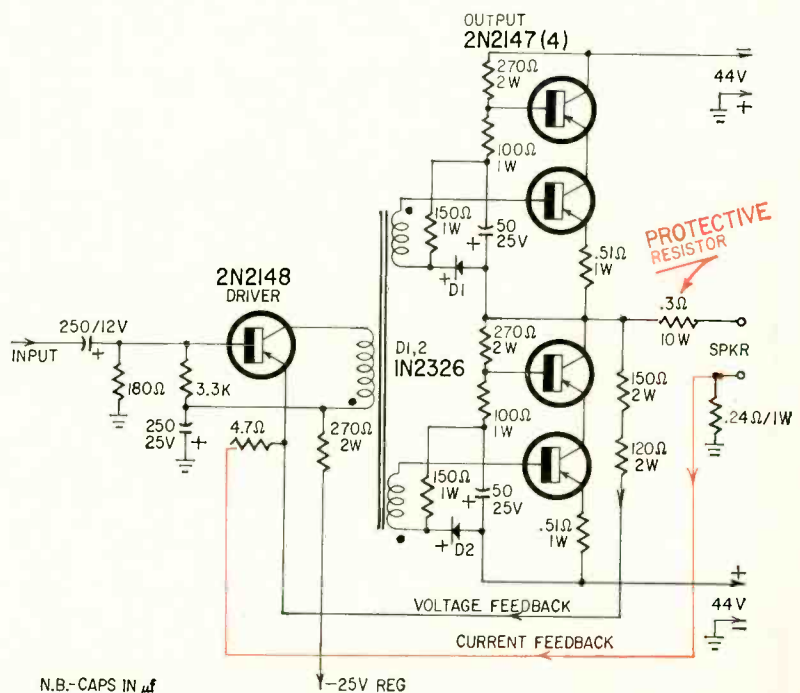 OUTPUT
2N2147(4)
270Ω
2W
44V
+
100Ω
1W
150Ω
1W
+
50
25V
+
D1
.51Ω
1W
PROTECTIVE
RESISTOR
2N2148
DRIVER
.3Ω
10W
250/12V
+
INPUT
D1,2
1N2326
270Ω
2W
SPKR
180Ω
3.3K
100Ω
1W
150Ω
2W
.24Ω/1W
250
25V
+
4.7Ω
270Ω
2W
120Ω
2W
150Ω
1W
+
50
25V
+
D2
.51Ω
1W
+
VOLTAGE FEEDBACK
44V
CURRENT FEEDBACK
N.B.-CAPS IN µf
-25V REG